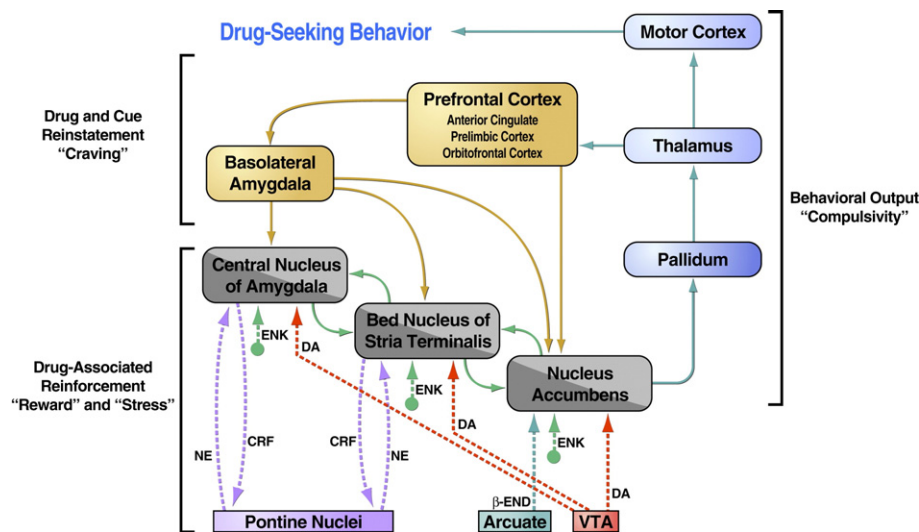 Drug-Seeking Behavior
Motor Cortex
Drug and Cue
Reinstatement
“Craving”
Prefrontal Cortex
Anterior Cingulate
Prelimbic Cortex
Orbitofrontal Cortex
Thalamus
Basolateral
Amygdala
Behavioral Output
“Compulsivity”
Pallidum
Central Nucleus
of Amygdala
Bed Nucleus of
Stria Terminalis
Nucleus
Accumbens
Drug-Associated
Reinforcement
“Reward” and “Stress”
ENK
DA
ENK
DA
ENK
NE
CRF
CRF
NE
DA
β-END
Pontine Nuclei
Arcuate
VTA